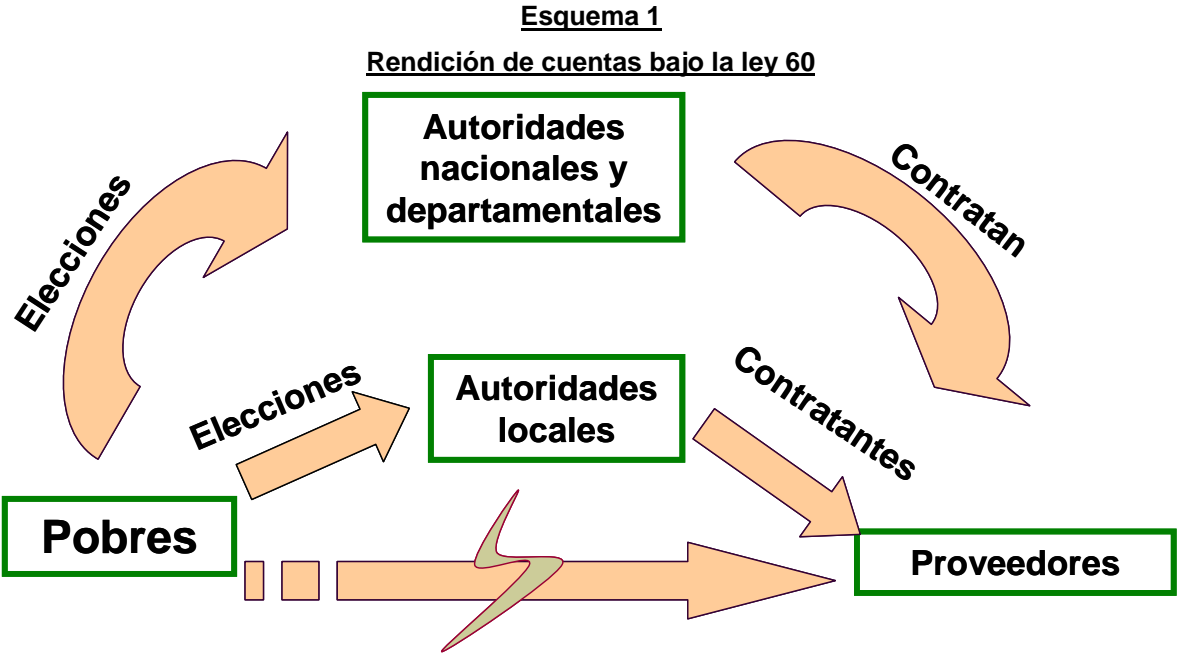 Esquema 1
Rendición de cuentas bajo la ley 60
Autoridades
nacionales y
departamentales
Elecciones
Contratan
Elecciones
Autoridades
locales
Contratantes
Pobres
Proveedores